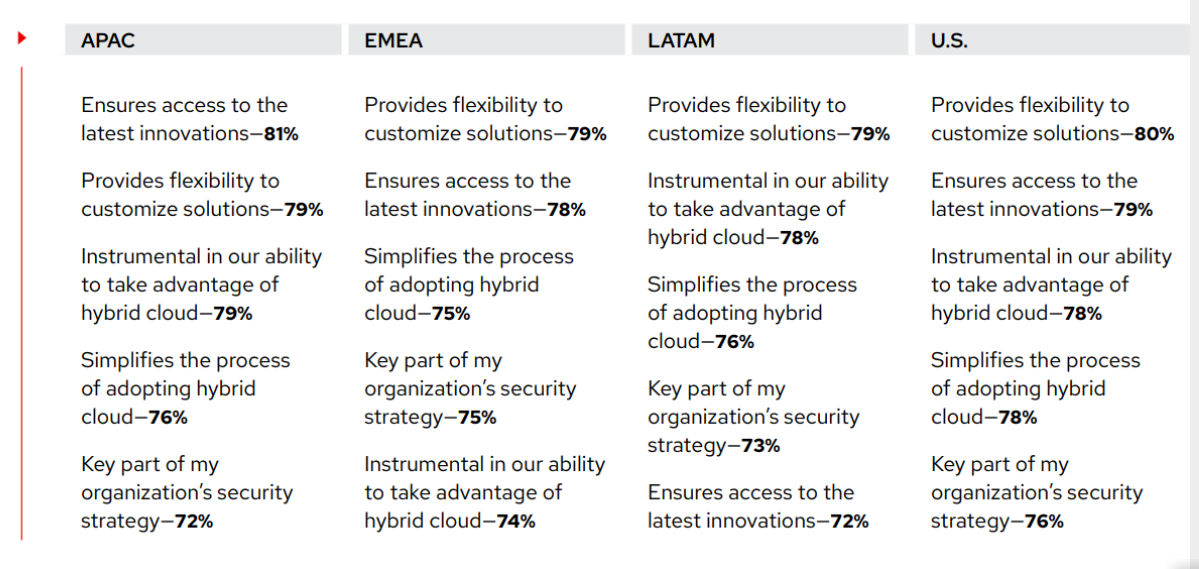 APAC
Ensures access to the
latest innovations—81%
Provides flexibility to
customize solutions—79%
Instrumental in our ability
to take advantage of
hybrid cloud—79%
Simplifies the process
of adopting hybrid
cloud—76%
Key part of my
organization’s security
strategy—72%
EMEA
Provides flexibility to
customize solutions—79%
Ensures access to the
latest innovations—78%
Simplifies the process
of adopting hybrid
cloud—75%
Key part of my
organization’s security
strategy—75%
Instrumental in our ability
to take advantage of
hybrid cloud—74%
LATAM
Provides flexibility to
customize solutions—79%
Instrumental in our ability
to take advantage of
hybrid cloud—78%
Simplifies the process
of adopting hybrid
cloud—76%
Key part of my
organization’s security
strategy—73%
Ensures access to the
latest innovations—72%
U.S.
Provides flexibility to
customize solutions—80%
Ensures access to the
latest innovations—79%
Instrumental in our ability
to take advantage of
hybrid cloud—78%
Simplifies the process
of adopting hybrid
cloud—78%
Key part of my
organization’s security
strategy—76%